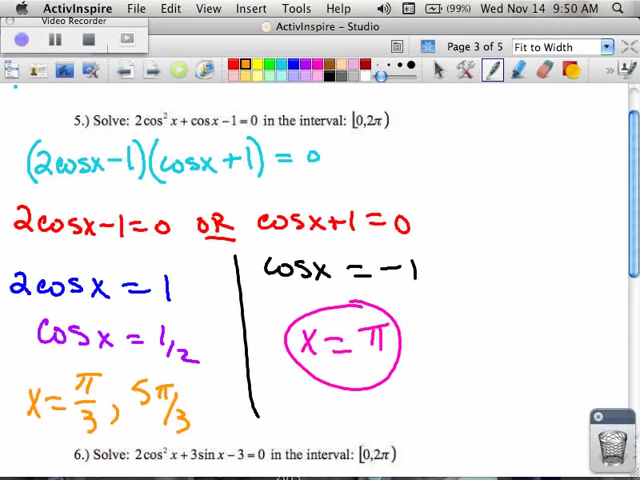 ActivInspire File Edit View Insert Tools Help (99%) Wed Nov 14 9:50 AM
Video Recorder
ActivInspire - Studio
Page 3 of 5 Fit to Width
5.) Solve: 2cos² x + cos x − 1 = 0 in the interval: [0,2π)
(2cosx−1)(cosx+1) = 0
2cosx−1=0 OR cosx+1=0
2cosx = 1
cosx = −1
cosx = 1/2
x = π
x = π/3, 5π/3
6.) Solve: 2cos² x + 3sin x − 3 = 0 in the interval: [0,2π)